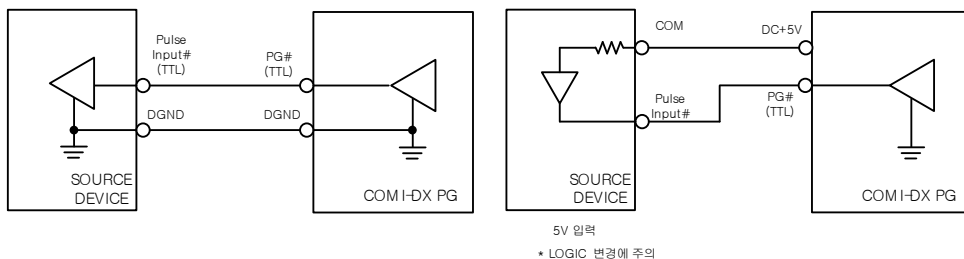 Pulse
Input#
(TTL)
PG#
(TTL)
DGND
DGND
SOURCE
DEVICE
COMI-DX PG
COM
DC+5V
Pulse
Input#
PG#
(TTL)
SOURCE
DEVICE
COMI-DX PG
5V 입력
* LOGIC 변경에 주의